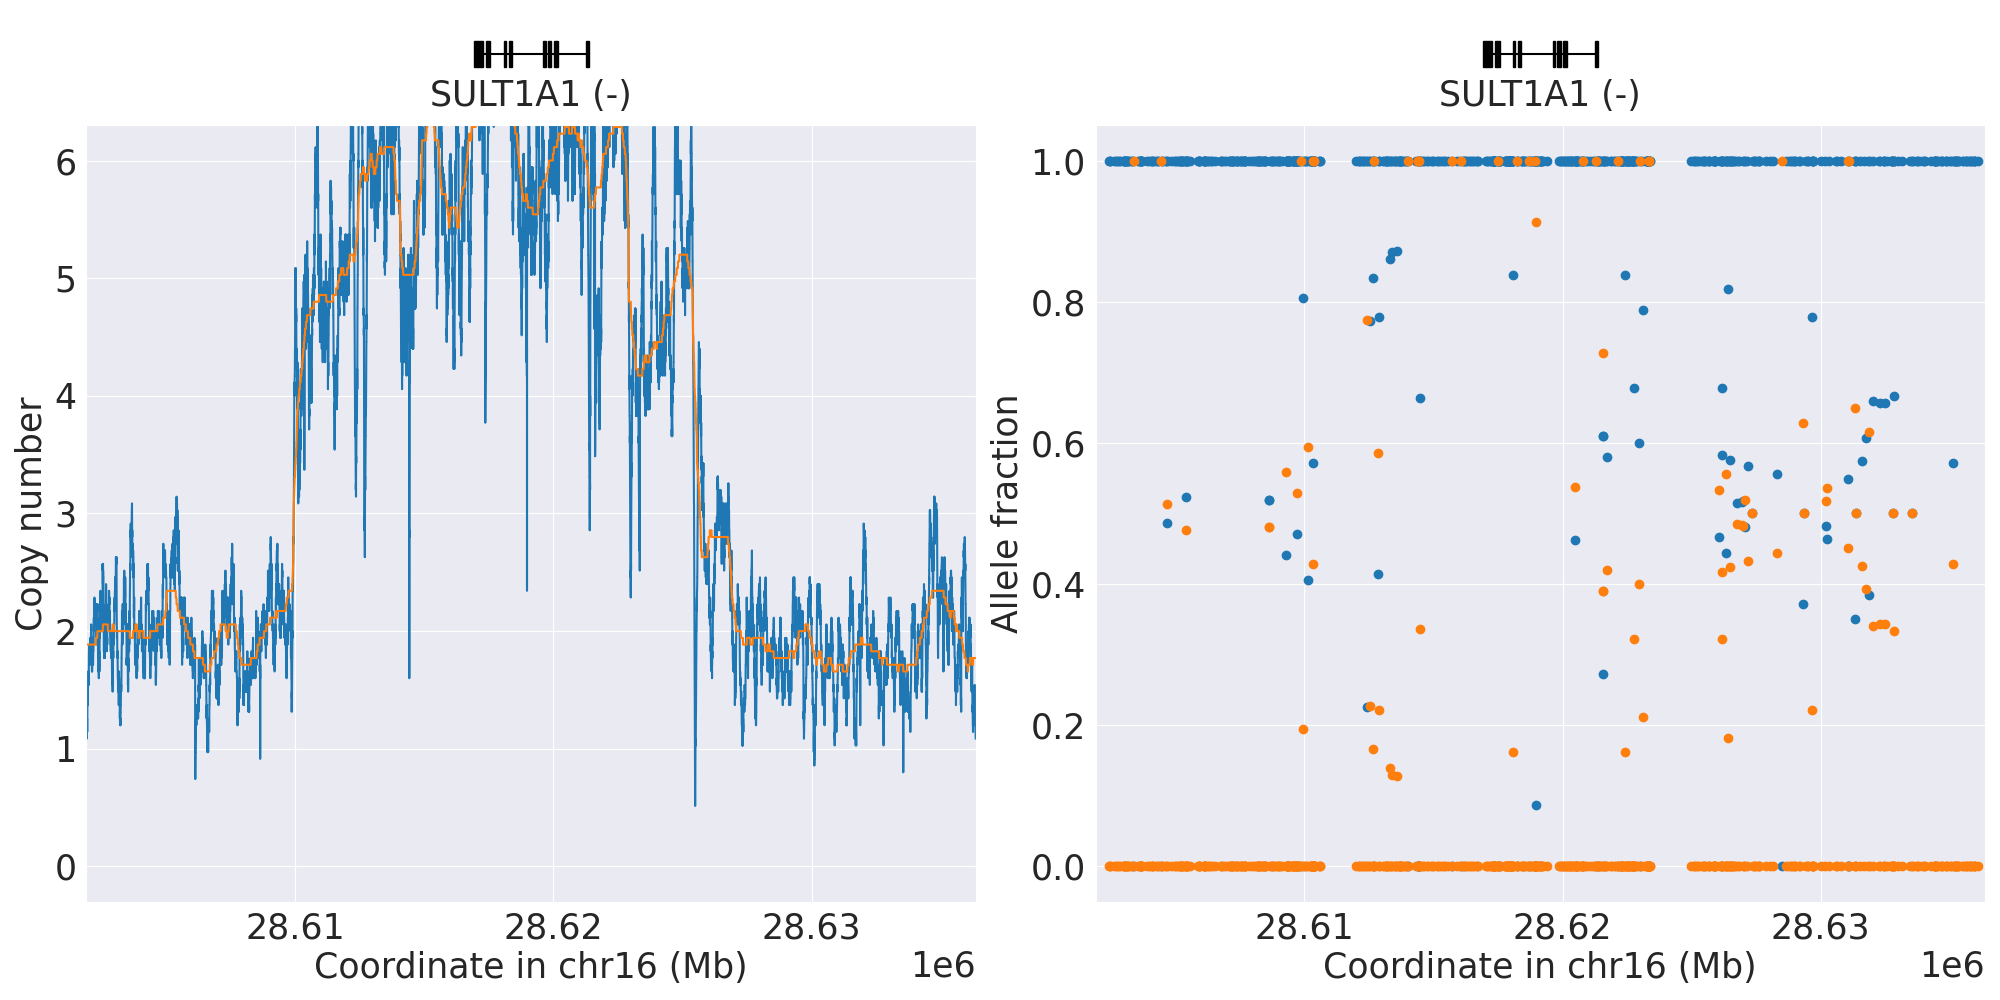 SULT1A1 (-)
6
5
4
3
2
1
0
Copy number
28.61
28.62
28.63
Coordinate in chr16 (Mb)
1e6
SULT1A1 (-)
1.0
0.8
0.6
0.4
0.2
0.0
Allele fraction
28.61
28.62
28.63
Coordinate in chr16 (Mb)
1e6